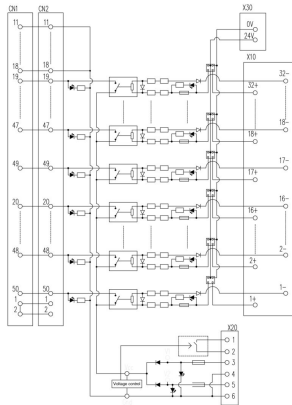 CN1 CN2 X30
11 11 0V
24V
X10
18 18
19 19 32-
32+
47 47 18-
18+
49 49 17-
17+
20 20 16-
16+
48 48 2-
2+
50 50 1-
1 1 1+
2 2
X20
1
2
3
4
Voltage control 5
6